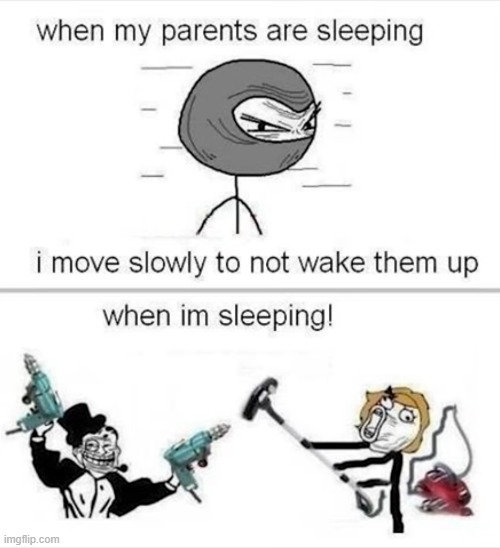 when my parents are sleeping
i move slowly to not wake them up
when im sleeping!
imgflip.com